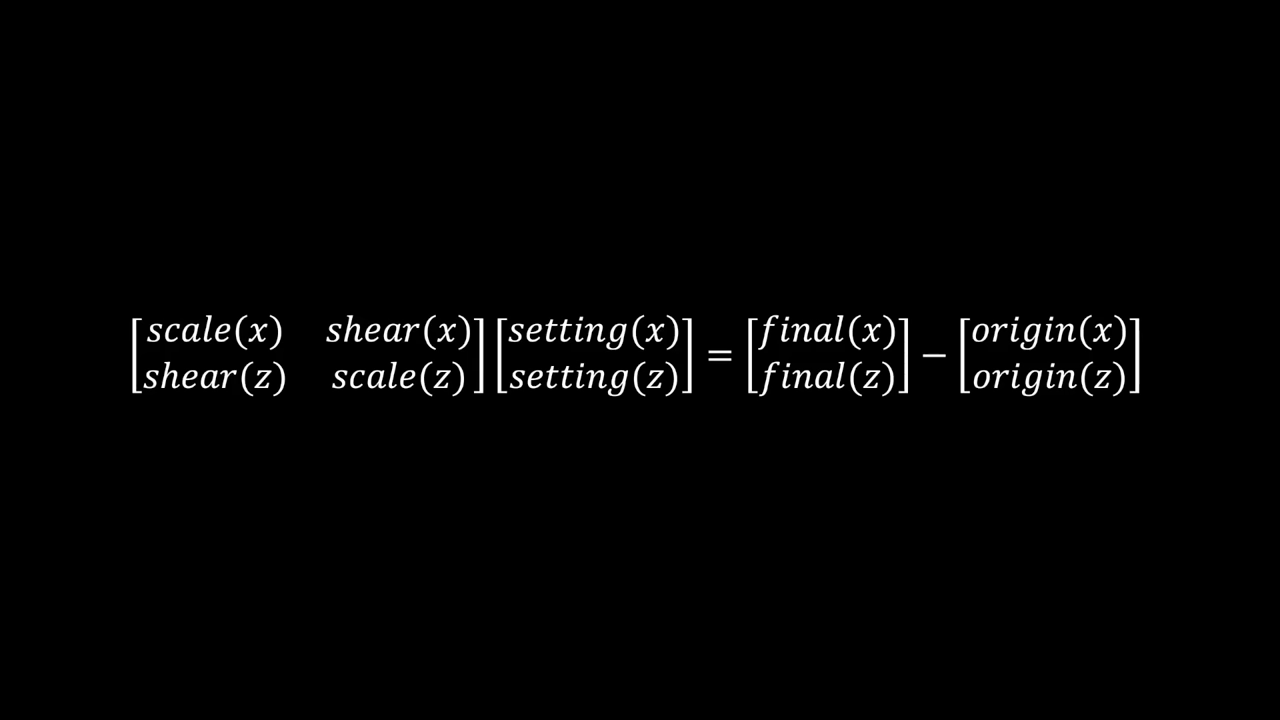 scale(x) shear(x) setting(x) = final(x) − origin(x)
shear(z) scale(z) setting(z) final(z) origin(z)